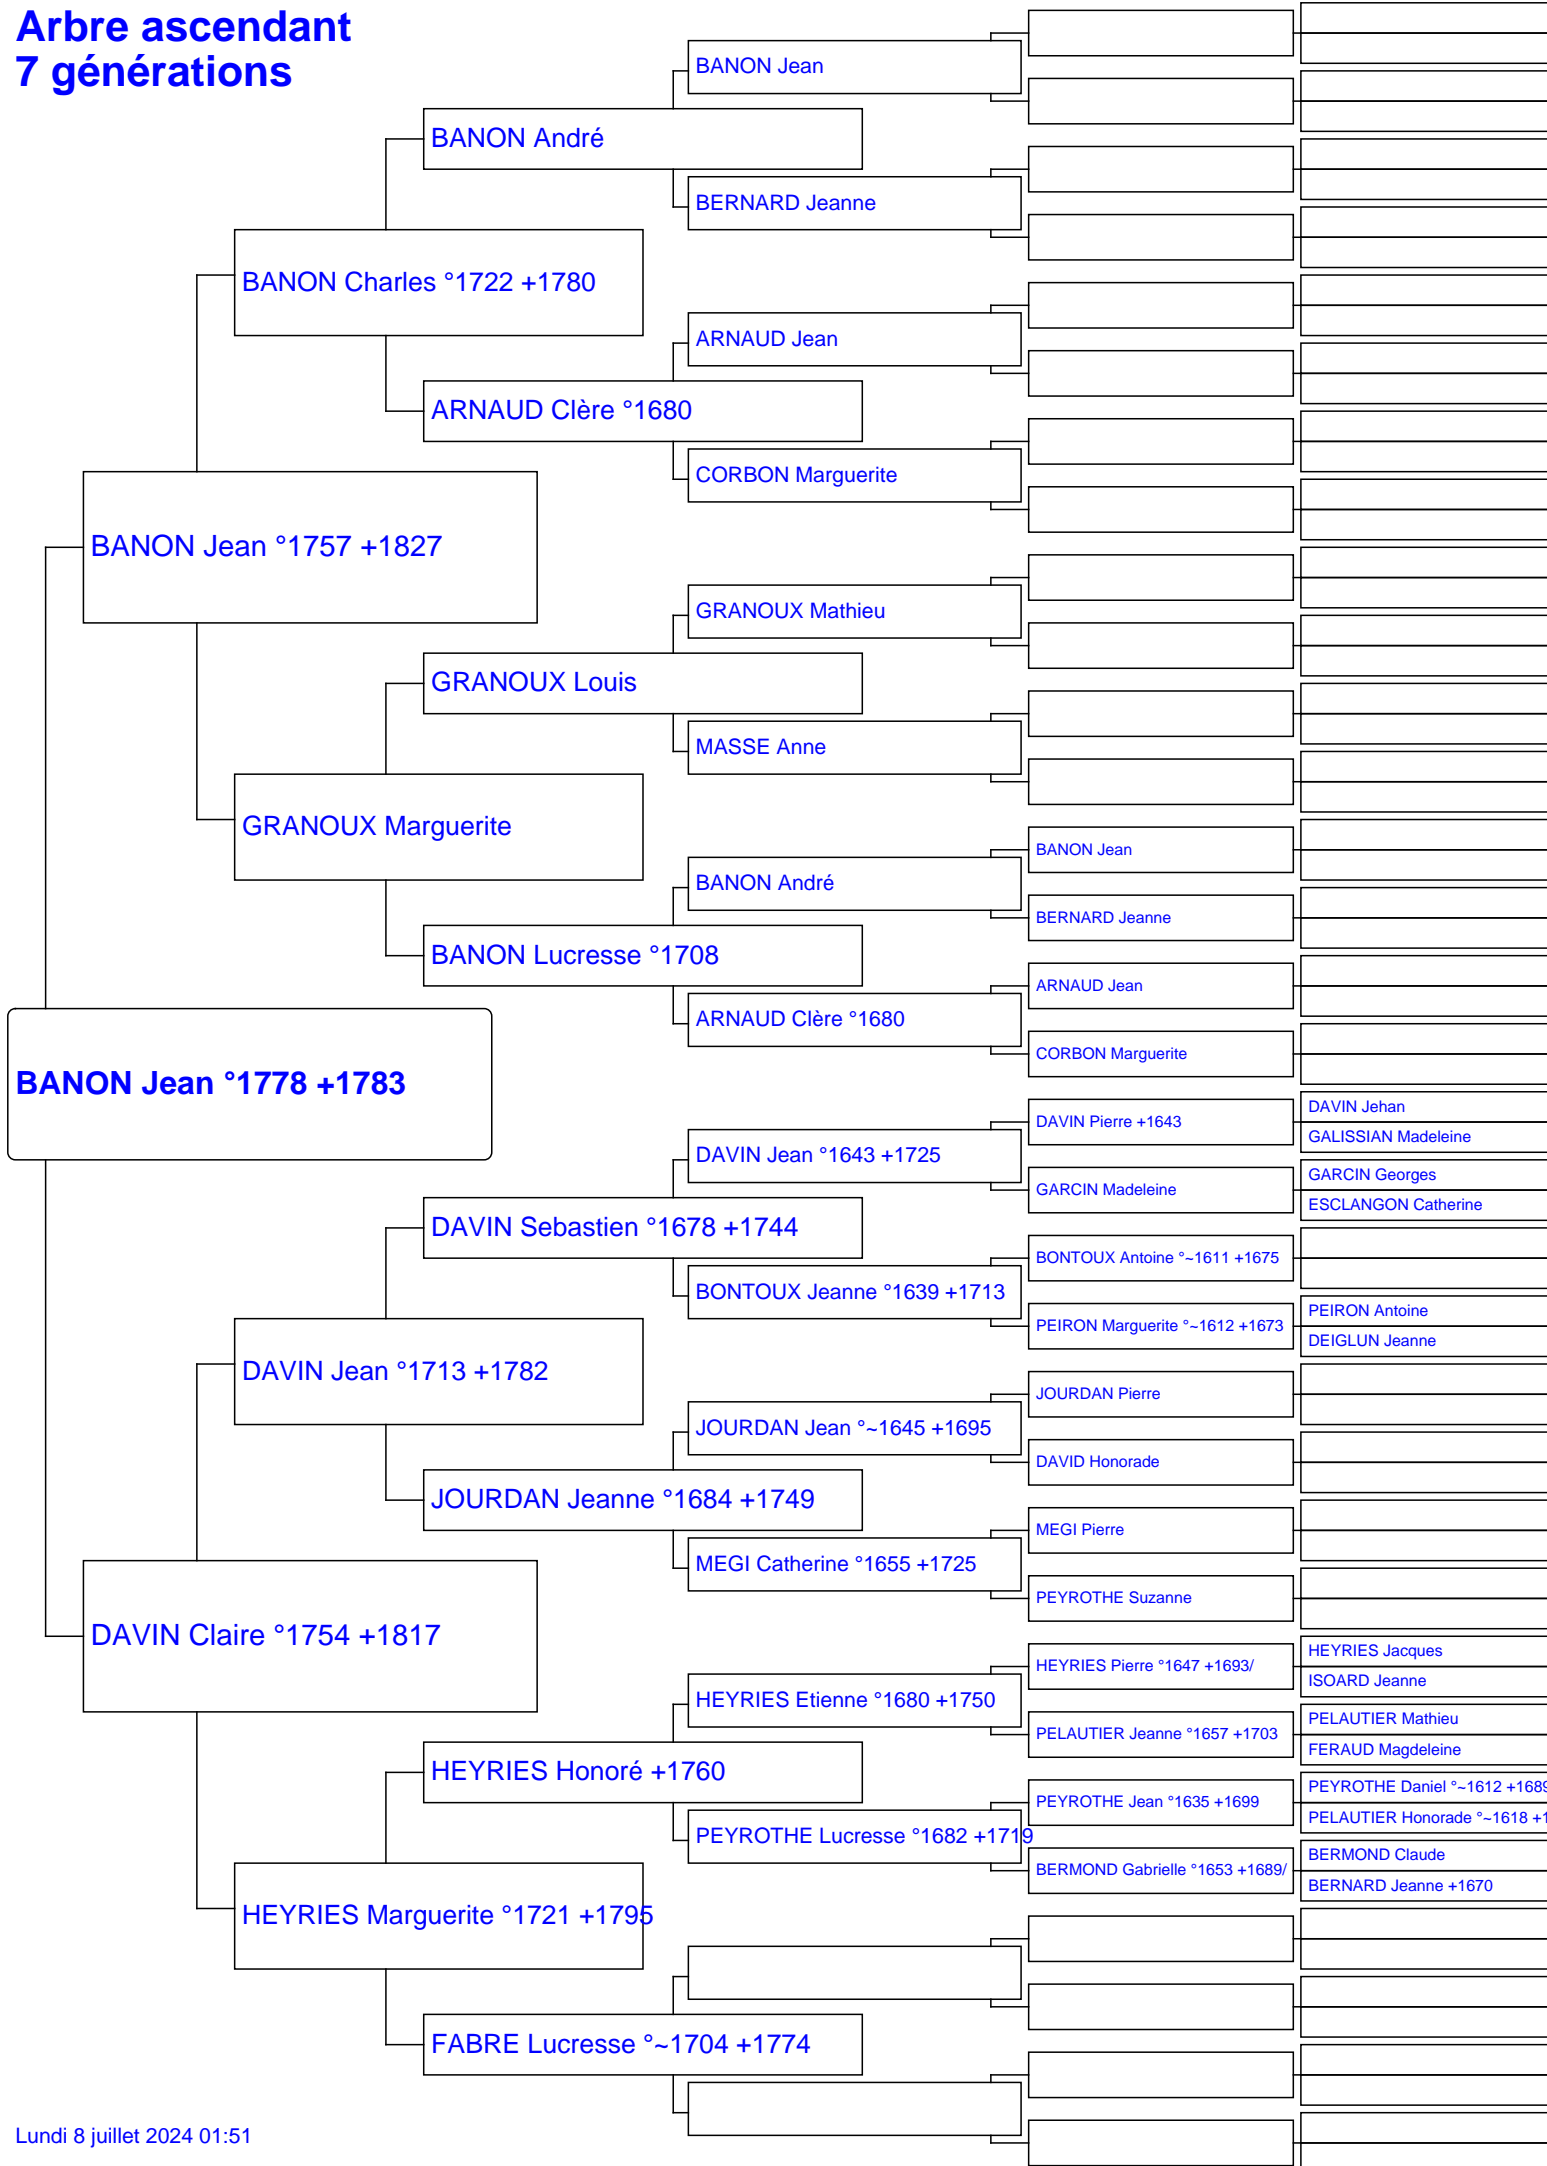 Arbre ascendant
7 générations
BANON Jean
BANON André
BERNARD Jeanne
BANON Charles °1722 +1780
ARNAUD Jean
ARNAUD Clère °1680
CORBON Marguerite
BANON Jean °1757 +1827
GRANOUX Mathieu
GRANOUX Louis
MASSE Anne
GRANOUX Marguerite
BANON Jean
BANON André
BERNARD Jeanne
BANON Lucresse °1708
ARNAUD Jean
ARNAUD Clère °1680
CORBON Marguerite
BANON Jean °1778 +1783
DAVIN Jehan
DAVIN Pierre +1643
GALISSIAN Madeleine
DAVIN Jean °1643 +1725
GARCIN Georges
GARCIN Madeleine
ESCLANGON Catherine
DAVIN Sebastien °1678 +1744
BONTOUX Antoine °~1611 +1675
BONTOUX Jeanne °1639 +1713
PEIRON Antoine
PEIRON Marguerite °~1612 +1673
DEIGLUN Jeanne
DAVIN Jean °1713 +1782
JOURDAN Pierre
JOURDAN Jean °~1645 +1695
DAVID Honorade
JOURDAN Jeanne °1684 +1749
MEGI Pierre
MEGI Catherine °1655 +1725
PEYROTHE Suzanne
DAVIN Claire °1754 +1817
HEYRIES Jacques
HEYRIES Pierre °1647 +1693/
ISOARD Jeanne
HEYRIES Etienne °1680 +1750
PELAUTIER Mathieu
PELAUTIER Jeanne °1657 +1703
FERAUD Magdeleine
HEYRIES Honoré +1760
PEYROTHE Daniel °~1612 +1689
PEYROTHE Jean °1635 +1699
PELAUTIER Honorade °~1618 +1
PEYROTHE Lucresse °1682 +1719
BERMOND Claude
BERMOND Gabrielle °1653 +1689/
BERNARD Jeanne +1670
HEYRIES Marguerite °1721 +1795
FABRE Lucresse °~1704 +1774
Lundi 8 juillet 2024 01:51